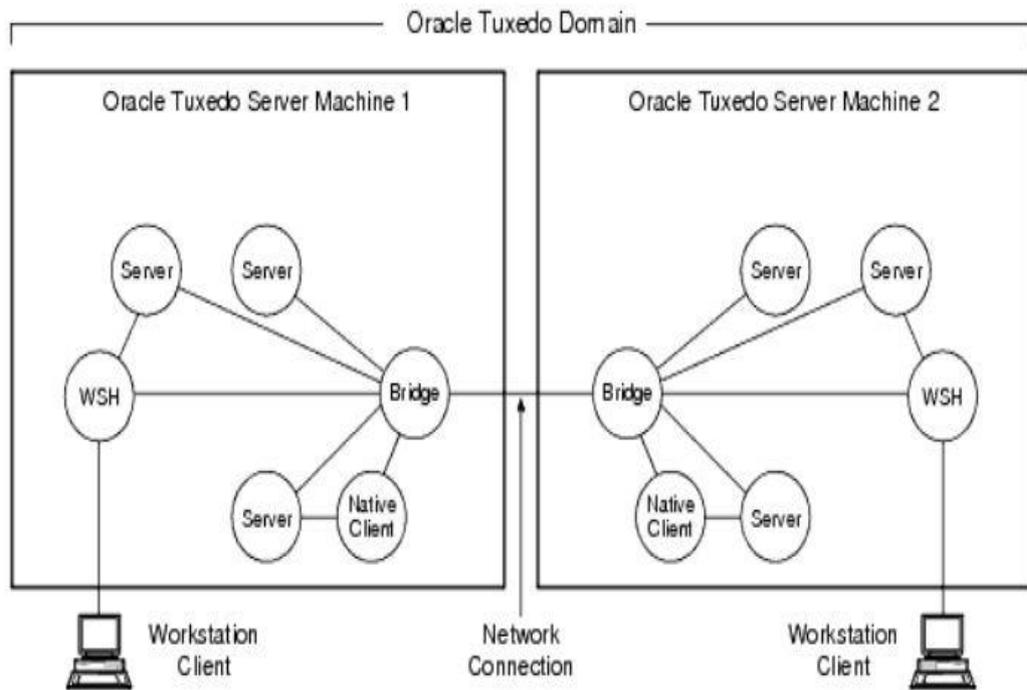 Oracle Tuxedo Domain
Oracle Tuxedo Server Machine 1
Oracle Tuxedo Server Machine 2
Server
Server
Server
Server
WSH
Bridge
Bridge
WSH
Server
Native
Client
Native
Client
Server
Workstation
Client
Network
Connection
Workstation
Client